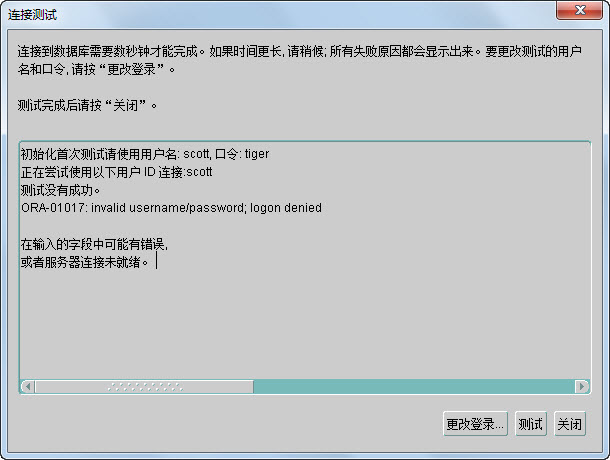 连接测试
连接到数据库需要数秒钟才能完成。如果时间更长, 请稍候; 所有失败原因都会显示出来。要更改测试的用户
名和口令, 请按“更改登录”。
测试完成后请按“关闭”。
初始化首次测试请使用用户名: scott, 口令: tiger
正在尝试使用以下用户 ID 连接:scott
测试没有成功。
ORA-01017: invalid username/password; logon denied
在输入的字段中可能有错误,
或者服务器连接未就绪。
更改登录... 测试 关闭